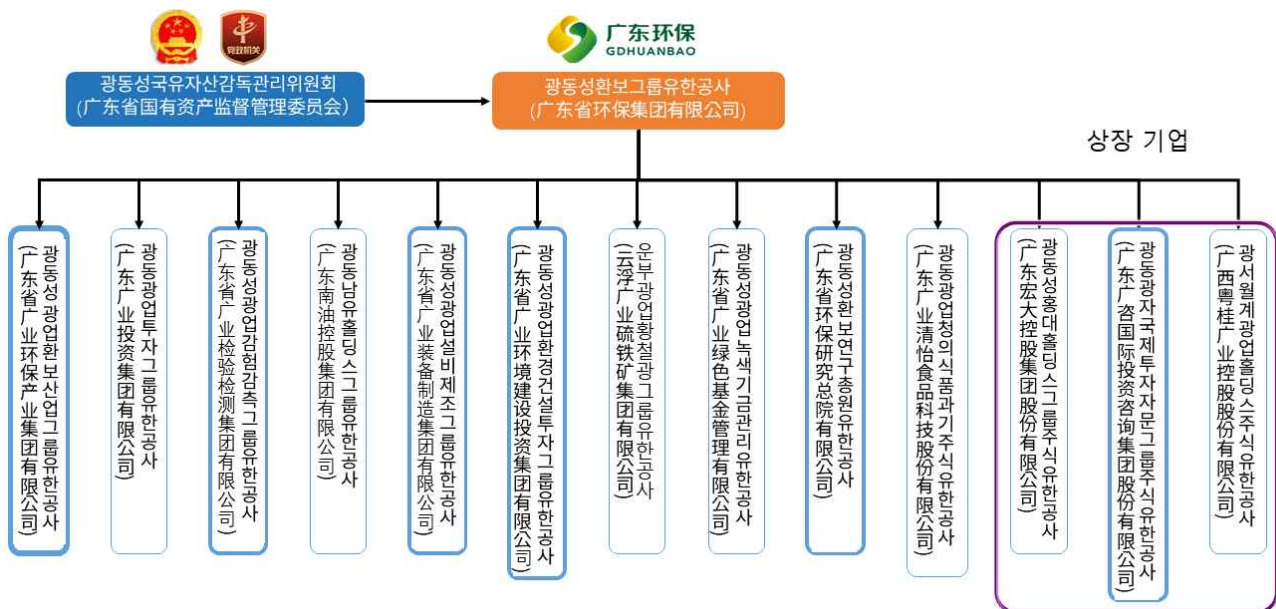 党政机关
广东环保
GDHUANBAO
광동성국유자산감독관리위원회
(广东省国有资产监督管理委员会)
광동성환보그룹유한공사
(广东省环保集团有限公司)
상장 기업
광동성광업환보산업그룹유한공사
(广东省广业环保产业集团有限公司)
광동광업투자그룹유한공사
(广东广业投资集团有限公司)
광동성광업감험감측그룹유한공사
(广东省广业检验检测集团有限公司)
광동남유홀딩스그룹유한공사
(广东南油控股集团有限公司)
광동성광업설비제조그룹유한공사
(广东省广业装备制造集团有限公司)
광동성광업환경건설투자그룹유한공사
(广东省广业环境建设投资集团有限公司)
운부광업황철광그룹유한공사
(云浮广业硫铁矿集团有限公司)
광동성광업녹색기금관리유한공사
(广东省广业绿色基金管理有限公司)
광동성환보연구총원유한공사
(广东省环保研究总院有限公司)
광동광업청의식품과기주식유한공사
(广东广业清怡食品科技股份有限公司)
광동성홍대홀딩스그룹주식유한공사
(广东宏大控股集团股份有限公司)
광동광자국제투자자문그룹주식유한공사
(广东广咨国际投资咨询集团股份有限公司)
광서월계광업홀딩스주식유한공사
(广西粤桂广业控股股份有限公司)